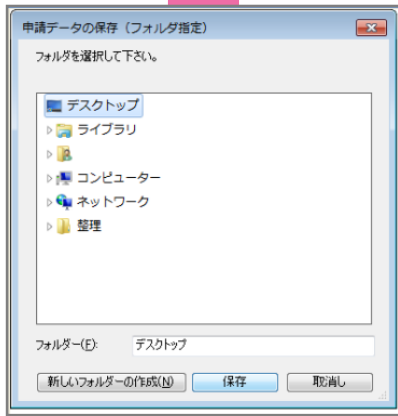 申請データの保存（フォルダ指定）
フォルダを選択して下さい。
デスクトップ
ライブラリ
コンピューター
ネットワーク
整理
フォルダー(F): デスクトップ
新しいフォルダーの作成(N) 保存 取消し